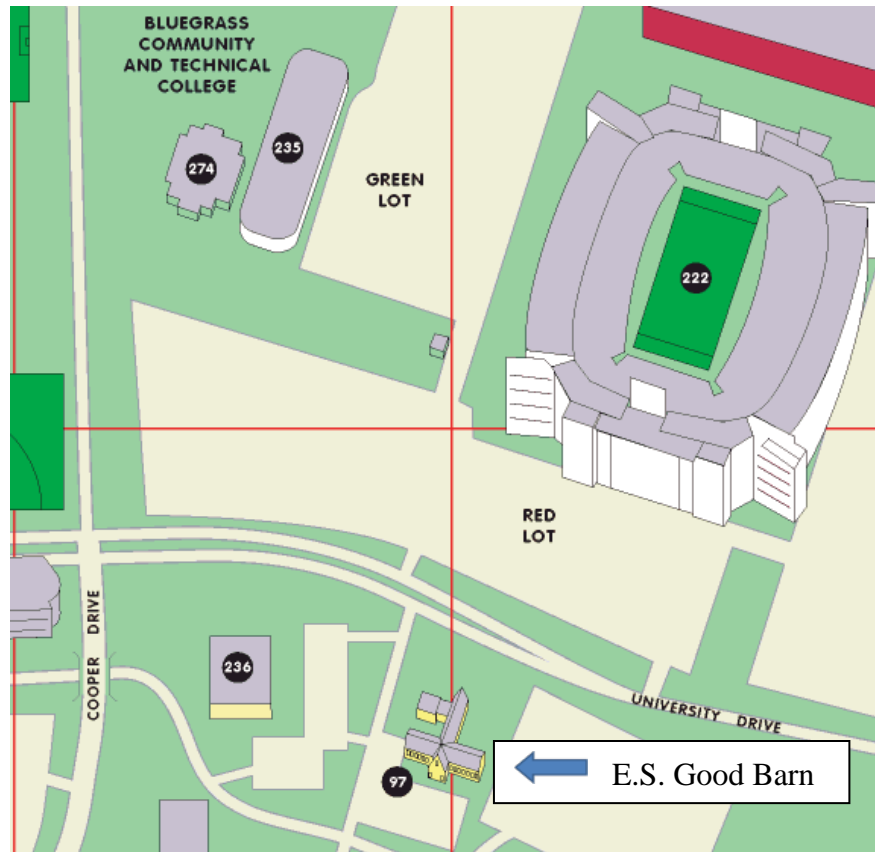 BLUEGRASS
COMMUNITY
AND TECHNICAL
COLLEGE
235
274
GREEN
LOT
222
RED
LOT
COOPER DRIVE
236
UNIVERSITY DRIVE
E.S. Good Barn
97